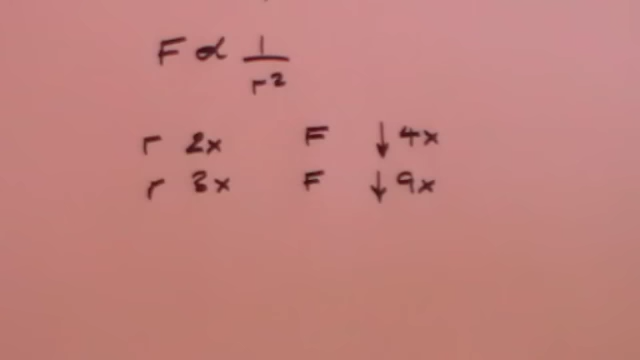 F ∝ 1/r²
r 2x F ↓ 4x
r 3x F ↓ 9x